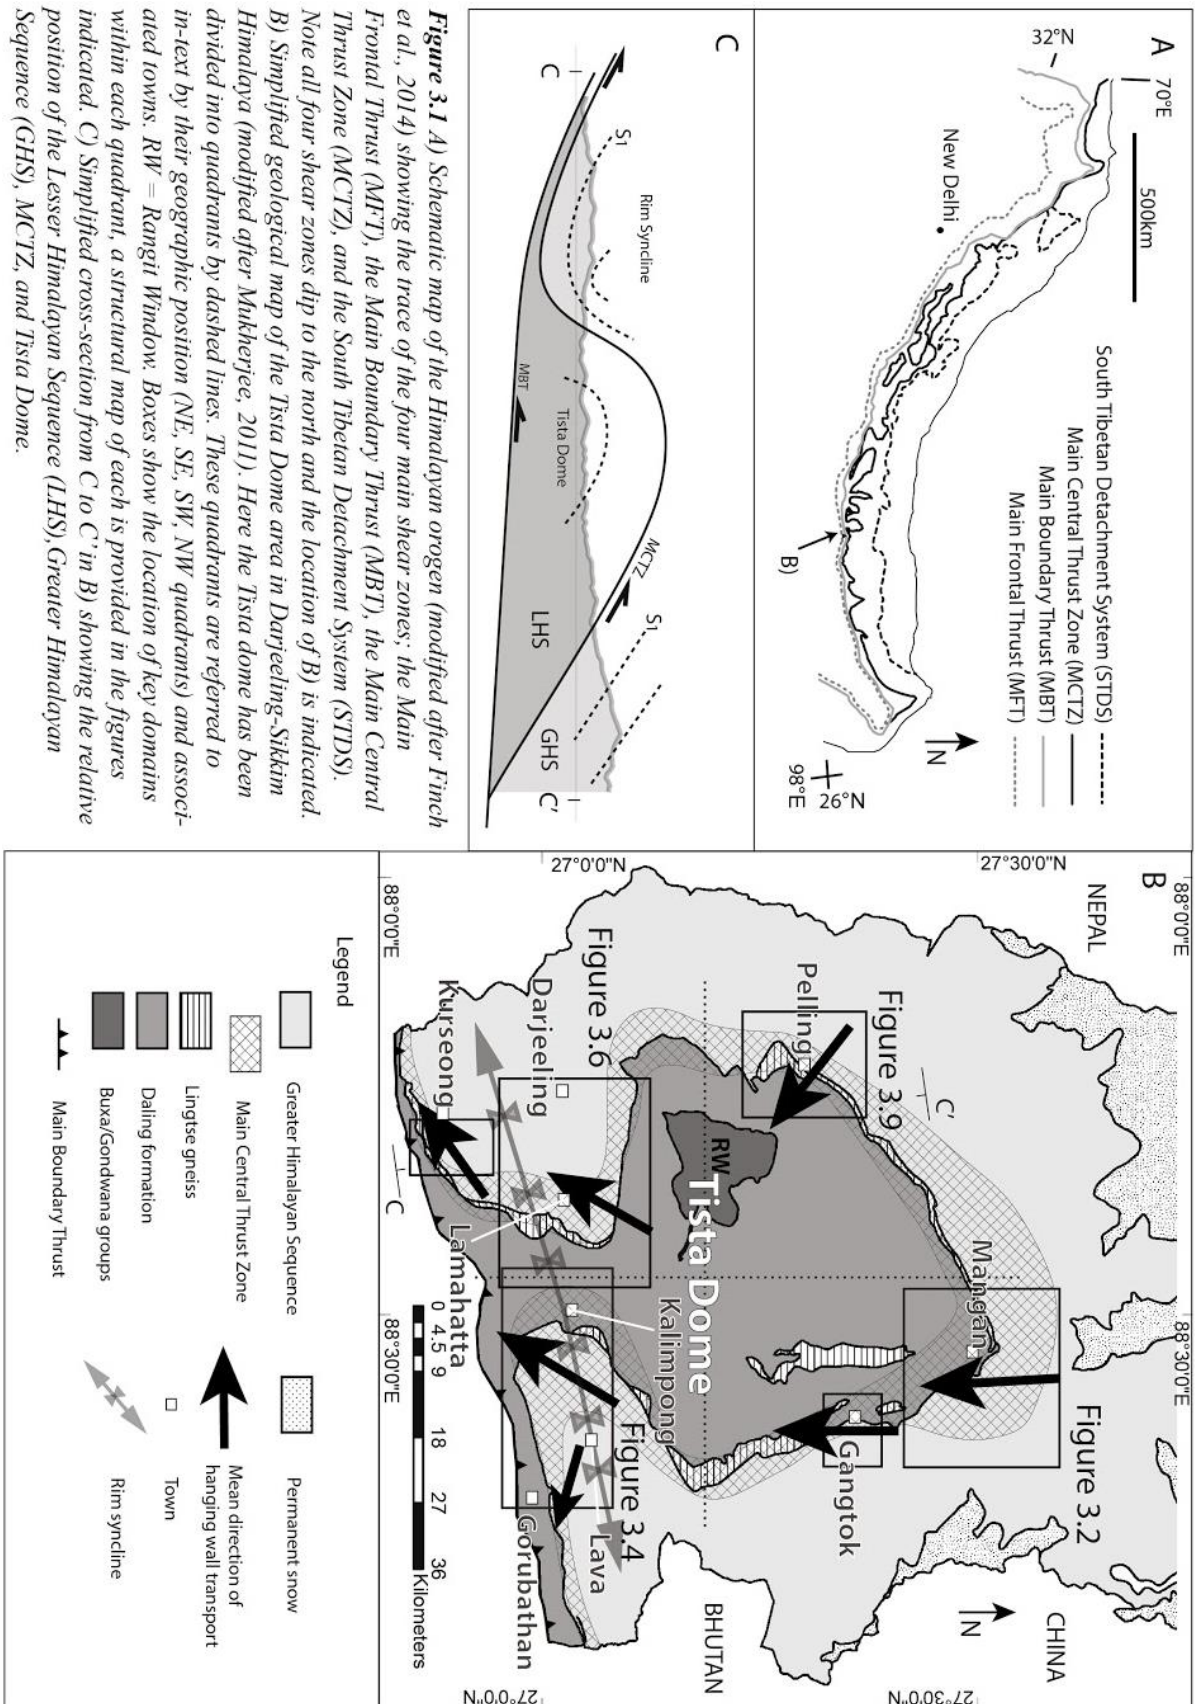 A
70°E
32°N
500km
New Delhi
South Tibetan Detachment System (STDS)
Main Central Thrust Zone (MCTZ)
Main Boundary Thrust (MBT)
Main Frontal Thrust (MFT)
B)
N
98°E
26°N
C
C
S1
Rim Syncline
MBT
Tista Dome
MCTZ
S1
LHS
GHS
C'
Figure 3.1 A) Schematic map of the Himalayan orogen (modified after Finch
et al., 2014) showing the trace of the four main shear zones; the Main
Frontal Thrust (MFT), the Main Boundary Thrust (MBT), the Main Central
Thrust Zone (MCTZ), and the South Tibetan Detachment System (STDS).
Note all four shear zones dip to the north and the location of B) is indicated.
B) Simplified geological map of the Tista Dome area in Darjeeling-Sikkim
Himalaya (modified after Mukherjee, 2011). Here the Tista dome has been
divided into quadrants by dashed lines. These quadrants are referred to
in-text by their geographic position (NE, SE, SW, NW quadrants) and associ-
ated towns. RW = Rangit Window. Boxes show the location of key domains
within each quadrant, a structural map of each is provided in the figures
indicated. C) Simplified cross-section from C to C' in B) showing the relative
position of the Lesser Himalayan Sequence (LHS),Greater Himalayan
Sequence (GHS), MCTZ, and Tista Dome.
B
88°0'0"E
88°30'0"E
27°30'0"N
27°30'0"N
NEPAL
CHINA
N
Figure 3.2
C'
Mangan
Figure 3.9
Pelling
Gangtok
RW
Tista Dome
BHUTAN
Figure 3.6
Kalimpong
Figure 3.4
27°0'0"N
27°0'0"N
Darjeeling
Lava
Kurseong
Lamahatta
Gorubathan
C
0 4.5 9 18 27 36
Kilometers
88°0'0"E
88°30'0"E
Legend
Greater Himalayan Sequence
Main Central Thrust Zone
Lingtse gneiss
Daling formation
Buxa/Gondwana groups
Main Boundary Thrust
Permanent snow
Mean direction of
hanging wall transport
Town
Rim syncline